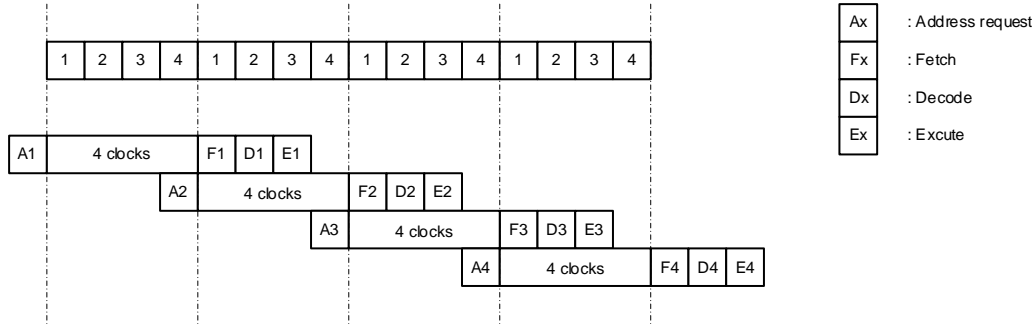 Ax : Address request
1 2 3 4 1 2 3 4 1 2 3 4 1 2 3 4
Fx : Fetch
Dx : Decode
Ex : Excute
A1 4 clocks F1 D1 E1
A2 4 clocks F2 D2 E2
A3 4 clocks F3 D3 E3
A4 4 clocks F4 D4 E4